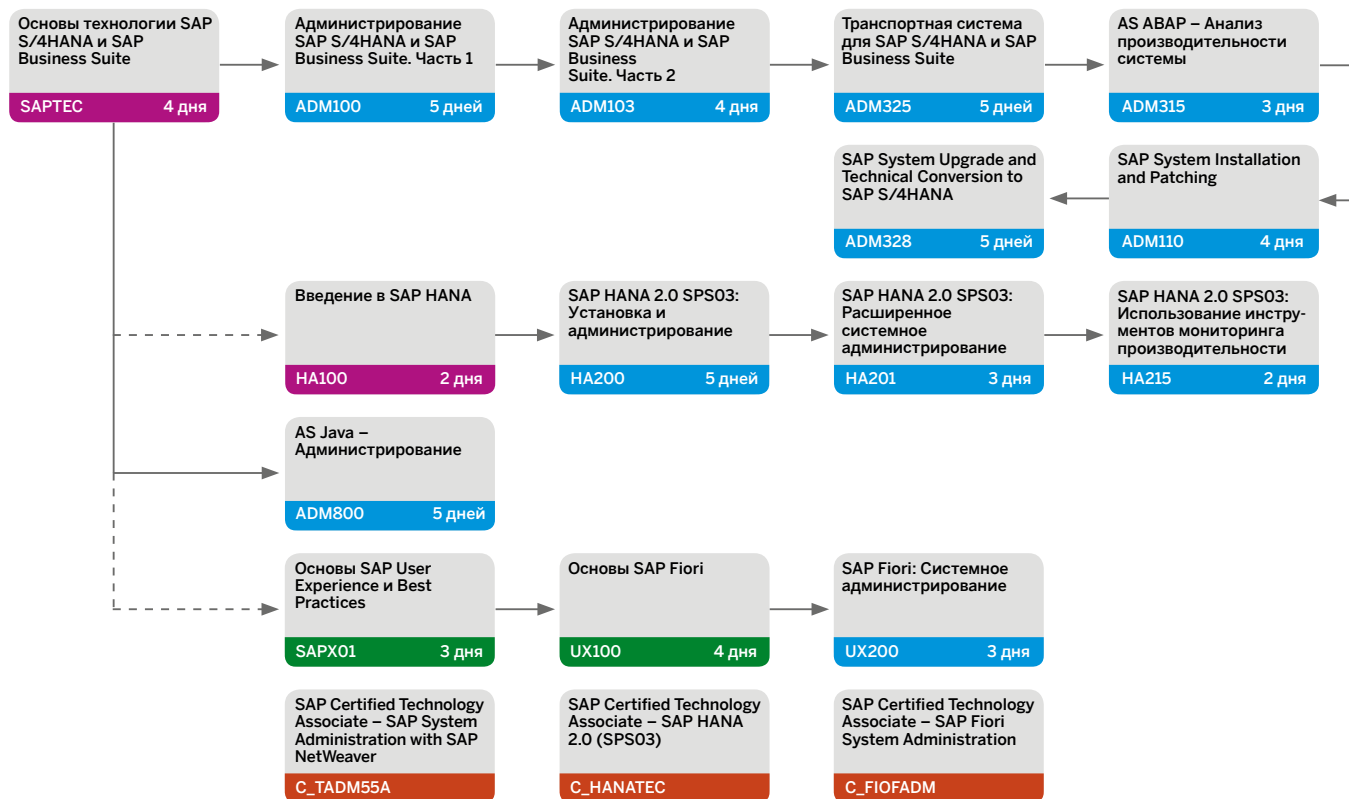 Основы технологии SAP
S/4HANA и SAP
Business Suite
SAPTEC 4 дня
Администрирование
SAP S/4HANA и SAP
Business Suite. Часть 1
ADM100 5 дней
Администрирование
SAP S/4HANA и SAP
Business
Suite. Часть 2
ADM103 4 дня
Транспортная система
для SAP S/4HANA и SAP
Business Suite
ADM325 5 дней
AS ABAP – Анализ
производительности
системы
ADM315 3 дня
SAP System Upgrade and
Technical Conversion to
SAP S/4HANA
ADM328 5 дней
SAP System Installation
and Patching
ADM110 4 дня
Введение в SAP HANA
HA100 2 дня
SAP HANA 2.0 SPS03:
Установка и
администрирование
HA200 5 дней
SAP HANA 2.0 SPS03:
Расширенное
системное
администрирование
HA201 3 дня
SAP HANA 2.0 SPS03:
Использование инстру-
ментов мониторинга
производительности
HA215 2 дня
AS Java –
Администрирование
ADM800 5 дней
Основы SAP User
Experience и Best
Practices
SAPX01 3 дня
Основы SAP Fiori
UX100 4 дня
SAP Fiori: Системное
администрирование
UX200 3 дня
SAP Certified Technology
Associate – SAP System
Administration with SAP
NetWeaver
C_TADM55A
SAP Certified Technology
Associate – SAP HANA
2.0 (SPS03)
C_HANATEC
SAP Certified Technology
Associate – SAP Fiori
System Administration
C_FIOFADM